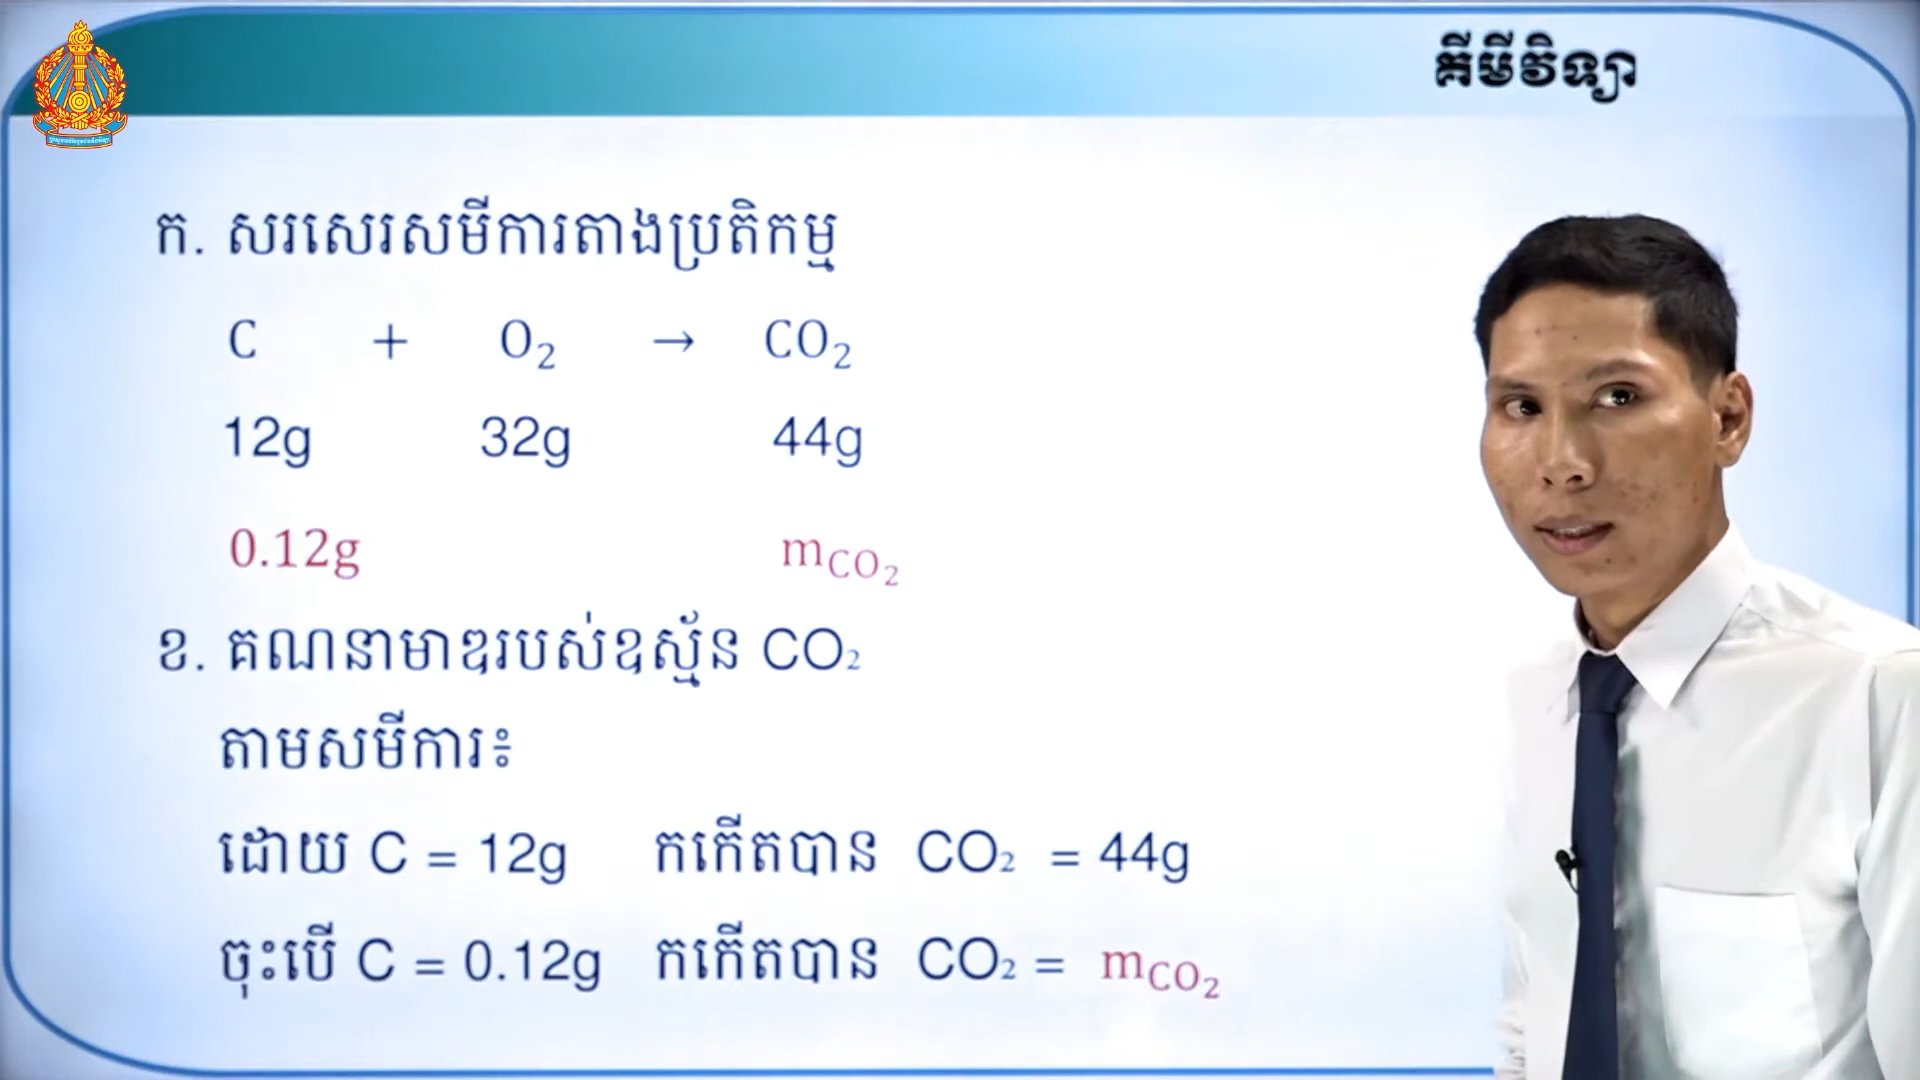 គីមីវិទ្យា
ក. សរសេរសមីការតាងប្រតិកម្ម
C + O₂ → CO₂
12g 32g 44g
0.12g m_CO₂
ខ. គណនាមាឌរបស់ឧស្ម័ន CO₂
តាមសមីការ៖
ដោយ C = 12g កកើតបាន CO₂ = 44g
ចុះបើ C = 0.12g កកើតបាន CO₂ = m_CO₂